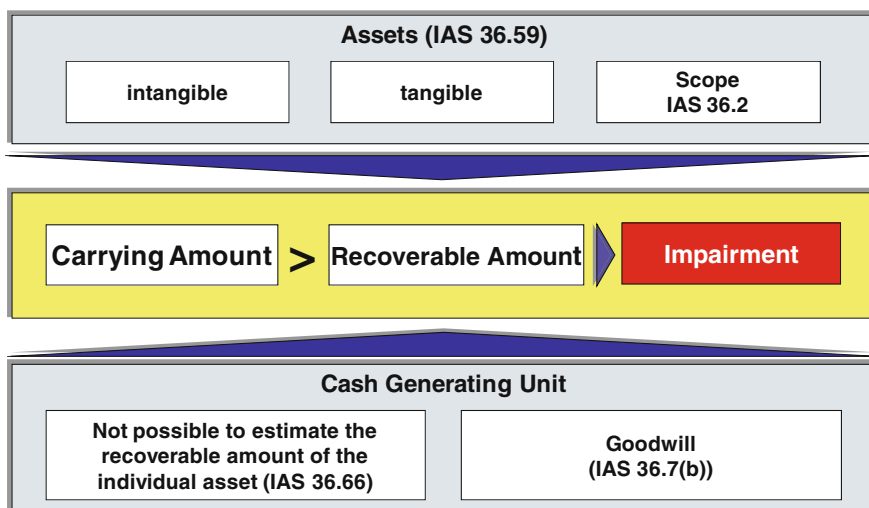 Assets (IAS 36.59)
intangible
tangible
Scope
IAS 36.2
Carrying Amount > Recoverable Amount
Impairment
Cash Generating Unit
Not possible to estimate the
recoverable amount of the
individual asset (IAS 36.66)
Goodwill
(IAS 36.7(b))